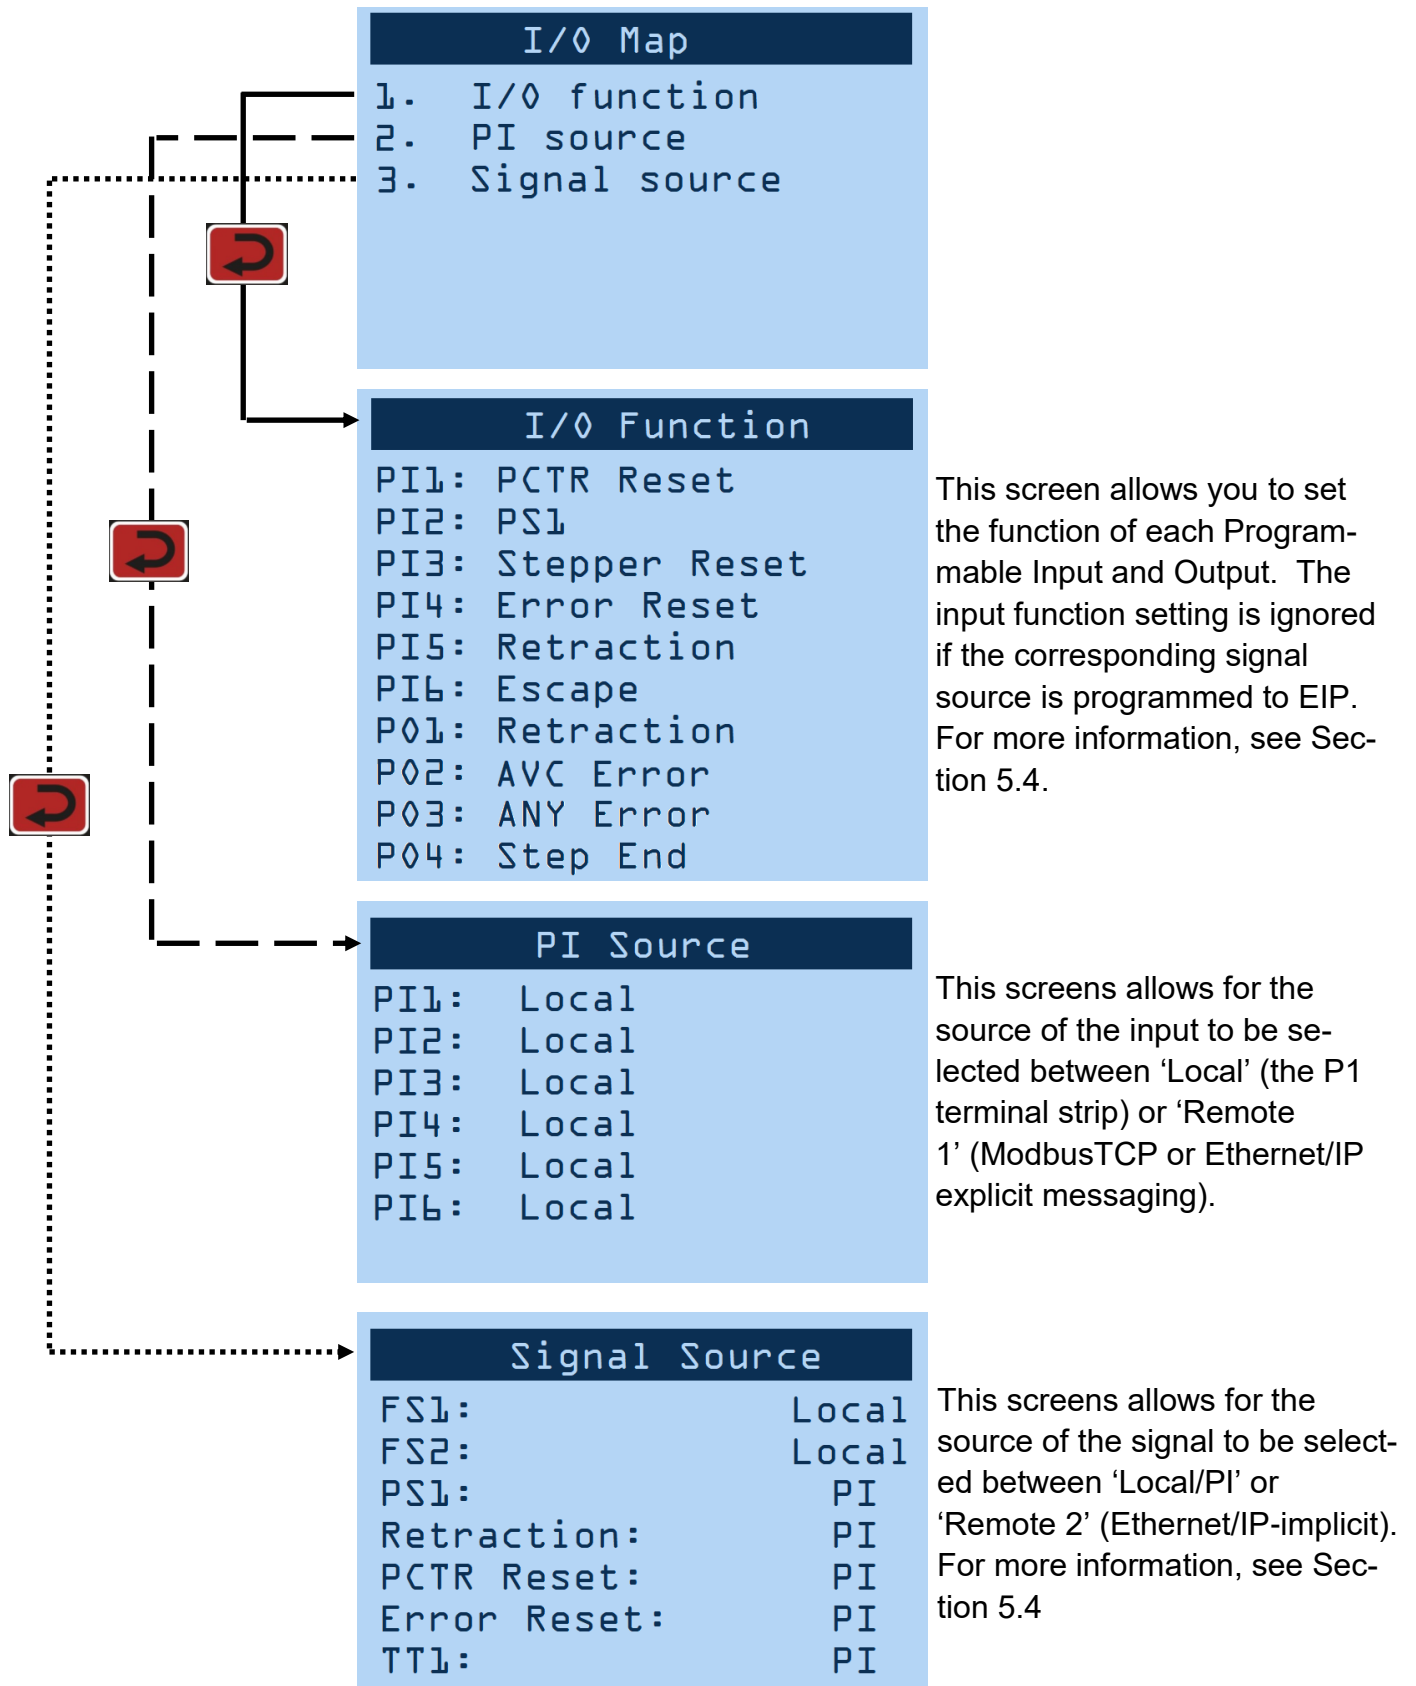 I/O Map
1. I/O function
2. PI source
3. Signal source
I/O Function
PI1: PCTR Reset
PI2: PS1
PI3: Stepper Reset
PI4: Error Reset
PI5: Retraction
PI6: Escape
PO1: Retraction
PO2: AVC Error
PO3: ANY Error
PO4: Step End
This screen allows you to set
the function of each Program-
mable Input and Output.  The
input function setting is ignored
if the corresponding signal
source is programmed to EIP.
For more information, see Sec-
tion 5.4.
PI Source
PI1: Local
PI2: Local
PI3: Local
PI4: Local
PI5: Local
PI6: Local
This screens allows for the
source of the input to be se-
lected between ‘Local’ (the P1
terminal strip) or ‘Remote
1’ (ModbusTCP or Ethernet/IP
explicit messaging).
Signal Source
FS1: Local
FS2: Local
PS1: PI
Retraction: PI
PCTR Reset: PI
Error Reset: PI
TT1: PI
This screens allows for the
source of the signal to be select-
ed between ‘Local/PI’ or
‘Remote 2’ (Ethernet/IP-implicit).
For more information, see Sec-
tion 5.4